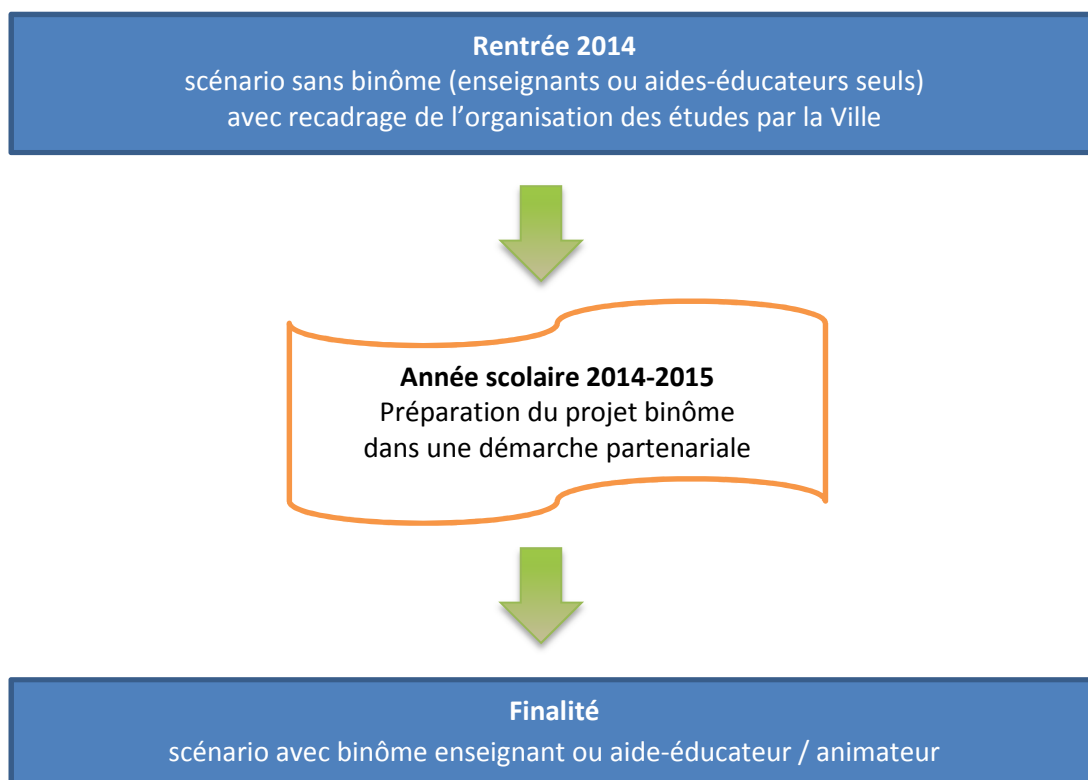 Rentrée 2014
scénario sans binôme (enseignants ou aides-éducateurs seuls)
avec recadrage de l’organisation des études par la Ville
Année scolaire 2014-2015
Préparation du projet binôme
dans une démarche partenariale
Finalité
scénario avec binôme enseignant ou aide-éducateur / animateur